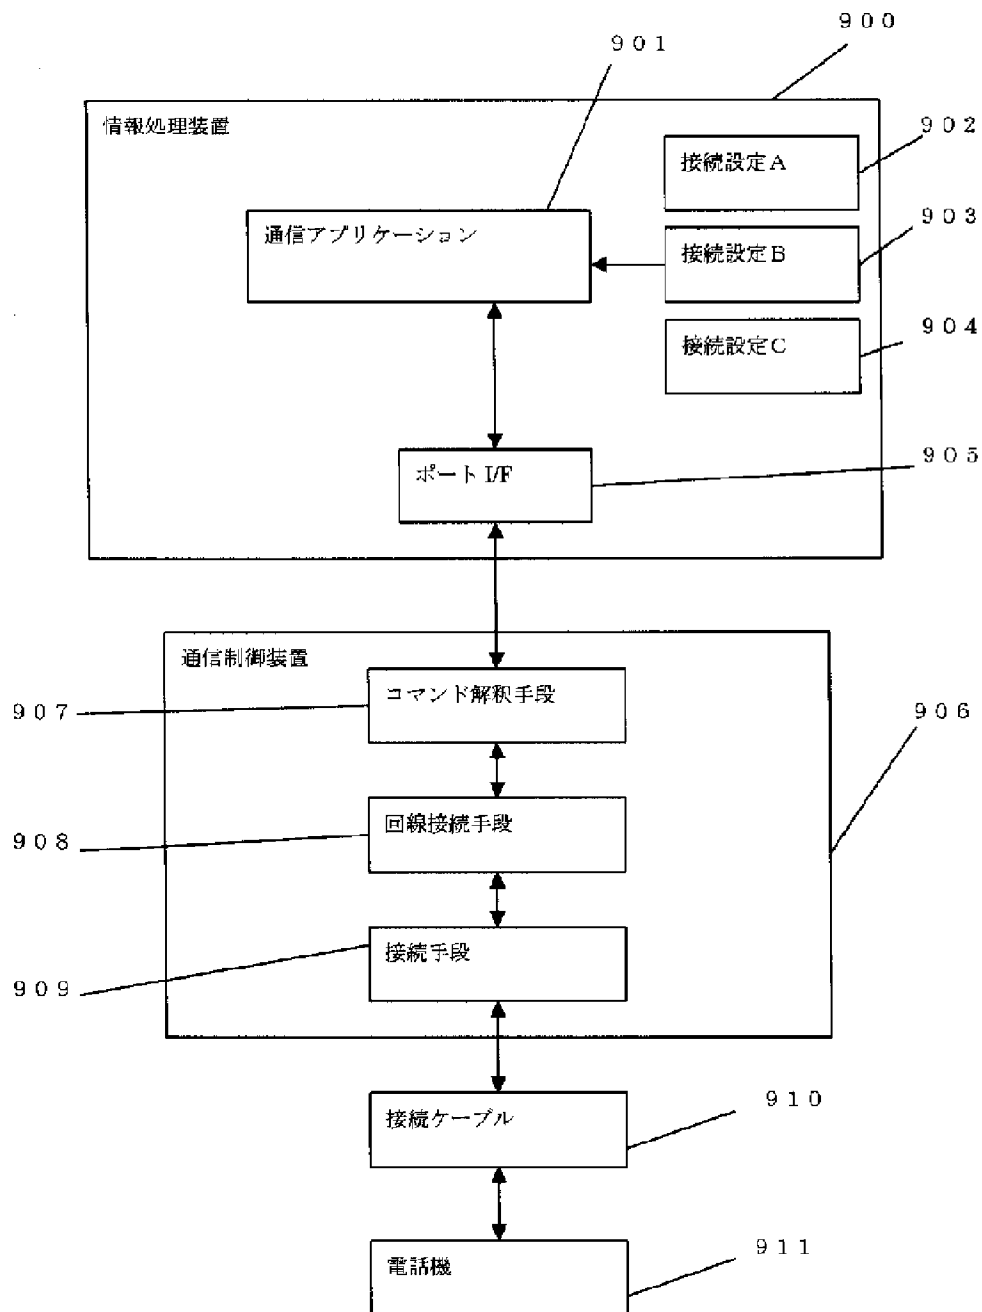 ９００
９０１
情報処理装置
９０２
接続設定Ａ
通信アプリケーション
９０３
接続設定Ｂ
９０４
接続設定Ｃ
９０５
ポート I/F
通信制御装置
コマンド解釈手段
９０７
９０６
回線接続手段
９０８
接続手段
９０９
９１０
接続ケーブル
９１１
電話機